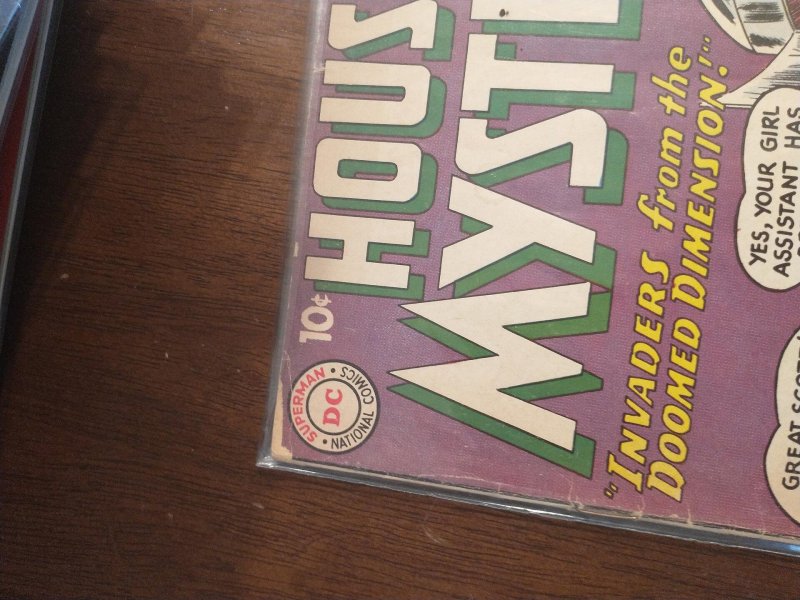 10¢
SUPERMAN • NATIONAL COMICS •
DC
HOUS
MYST
"INVADERS from the
DOOMED DIMENSION!"
YES, YOUR GIRL
ASSISTANT HAS
GREAT SCOT